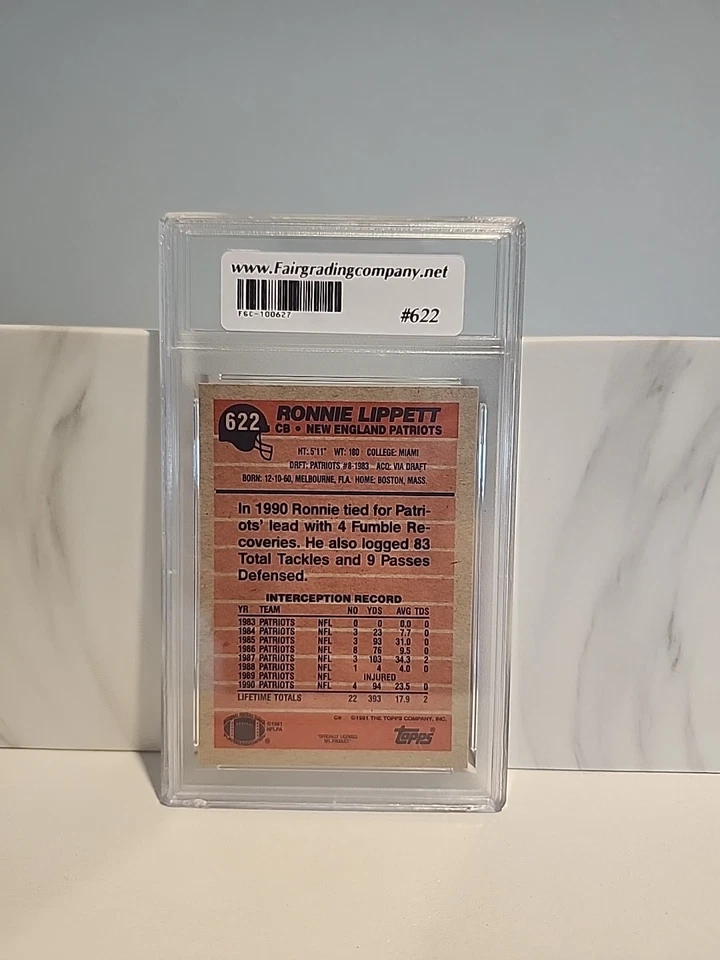 www.Fairgradingcompany.net
FGC-100627
#622
622
RONNIE LIPPETT
CB • NEW ENGLAND PATRIOTS
HT: 5'11" WT: 180 COLLEGE: MIAMI
DRFT: PATRIOTS #8-1983 ACQ: VIA DRAFT
BORN: 12-10-60, MELBOURNE, FLA. HOME: BOSTON, MASS.
In 1990 Ronnie tied for Patri-
ots' lead with 4 Fumble Re-
coveries. He also logged 83
Total Tackles and 9 Passes
Defensed.
INTERCEPTION RECORD
YR TEAM NO YDS AVG TDS
1983 PATRIOTS NFL 0 0 0.0 0
1984 PATRIOTS NFL 3 23 7.7 0
1985 PATRIOTS NFL 3 93 31.0 0
1986 PATRIOTS NFL 8 76 9.5 0
1987 PATRIOTS NFL 3 103 34.3 2
1988 PATRIOTS NFL 1 4 4.0 0
1989 PATRIOTS NFL INJURED
1990 PATRIOTS NFL 4 94 23.5 0
LIFETIME TOTALS 22 393 17.9 2
©1991 THE TOPPS COMPANY, INC.
©1991
NFLPA
OFFICIALLY LICENSED
NFL PRODUCT
topps